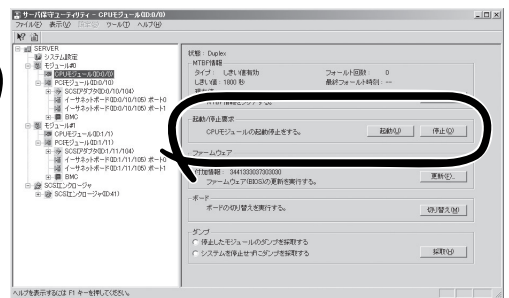 サーバ保守ユーティリティ - CPUモジュール(ID:0/0)
ファイル(F) 表示(V) ツール(T) ヘルプ(H)
SERVER
システム設定
モジュール#0
CPUモジュール(ID:0/0)
PCIモジュール(ID:0/10)
SCSIアダプタ(ID:0/10/104)
イーサネットボード(ID:0/10/105) ポート0
イーサネットボード(ID:0/10/105) ポート1
BMC
モジュール#1
CPUモジュール(ID:1/1)
PCIモジュール(ID:1/11)
SCSIアダプタ(ID:1/11/104)
イーサネットボード(ID:1/11/105) ポート0
イーサネットボード(ID:1/11/105) ポート1
BMC
SCSIエンクロージャ
SCSIエンクロージャ(ID:41)
状態 : Duplex
MTBF情報
タイプ : しきい値有効 フォールト回数 : 0
しきい値 : 1800 秒 最終フォールト時刻 : ---
MTBF情報をクリアする。
起動/停止要求
CPUモジュールの起動停止をする。 起動(U) 停止(O)
ファームウェア
付加情報 : 3441333037303030
ファームウェア(BIOS)の更新を実行する。 更新(E)...
ボード
ボードの切り替えを実行する。 切り替え(M)
ダンプ
停止したモジュールのダンプを採取する
システムを停止せずにダンプを採取する 採取(H)
ヘルプを表示するには F1 キーを押してください。